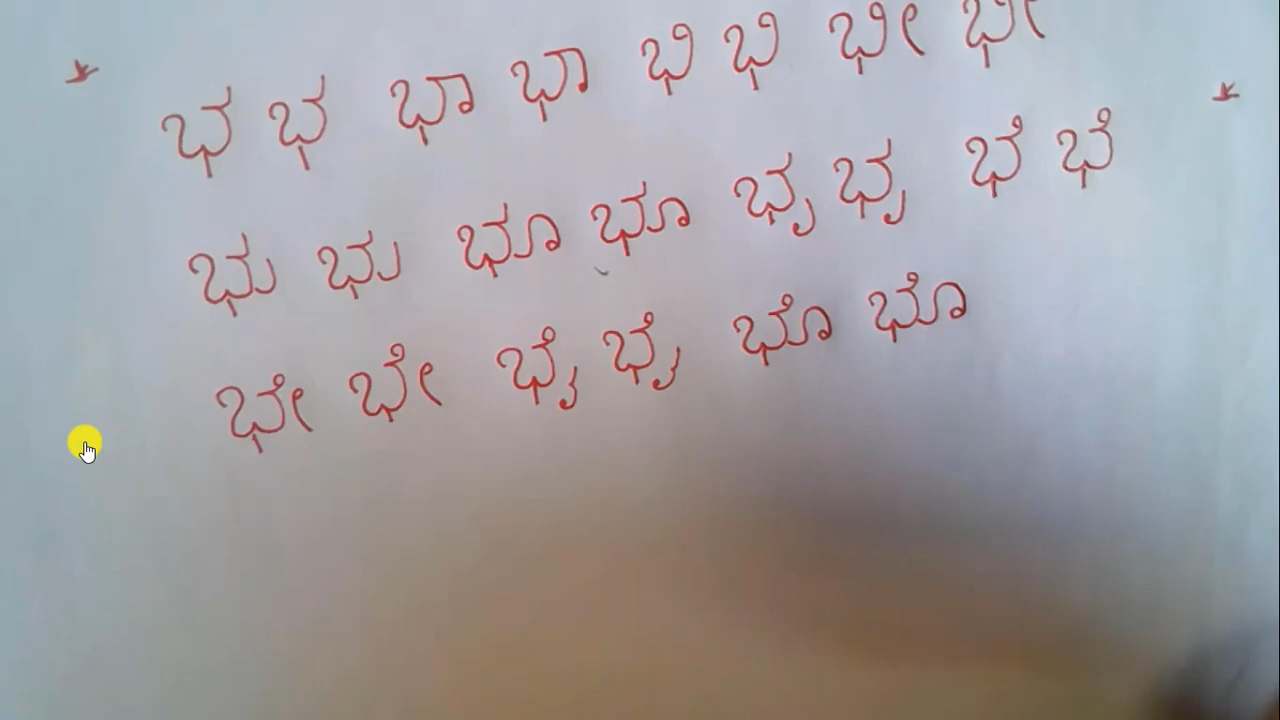 ಭ ಭ ಭಾ ಭಾ ಭಿ ಭಿ ಭೀ ಭೀ
ಭು ಭು ಭೂ ಭೂ ಭೃ ಭೃ ಭೆ ಭೆ
ಭೇ ಭೇ ಭೈ ಭೈ ಭೊ ಭೊ